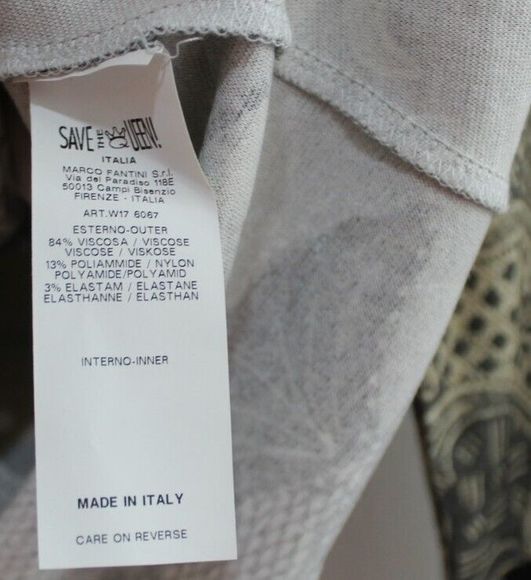 SAVE THE QUEEN!
ITALIA
MARCO FANTINI S.r.l.
Via del Paradiso 118E
50013 Campi Bisenzio
FIRENZE - ITALIA
ART.W17 6067
ESTERNO-OUTER
84% VISCOSA / VISCOSE
VISCOSE / VISKOSE
13% POLIAMMIDE / NYLON
POLYAMIDE/POLYAMID
3% ELASTAM / ELASTANE
ELASTHANNE / ELASTHAN
INTERNO-INNER
MADE IN ITALY
CARE ON REVERSE